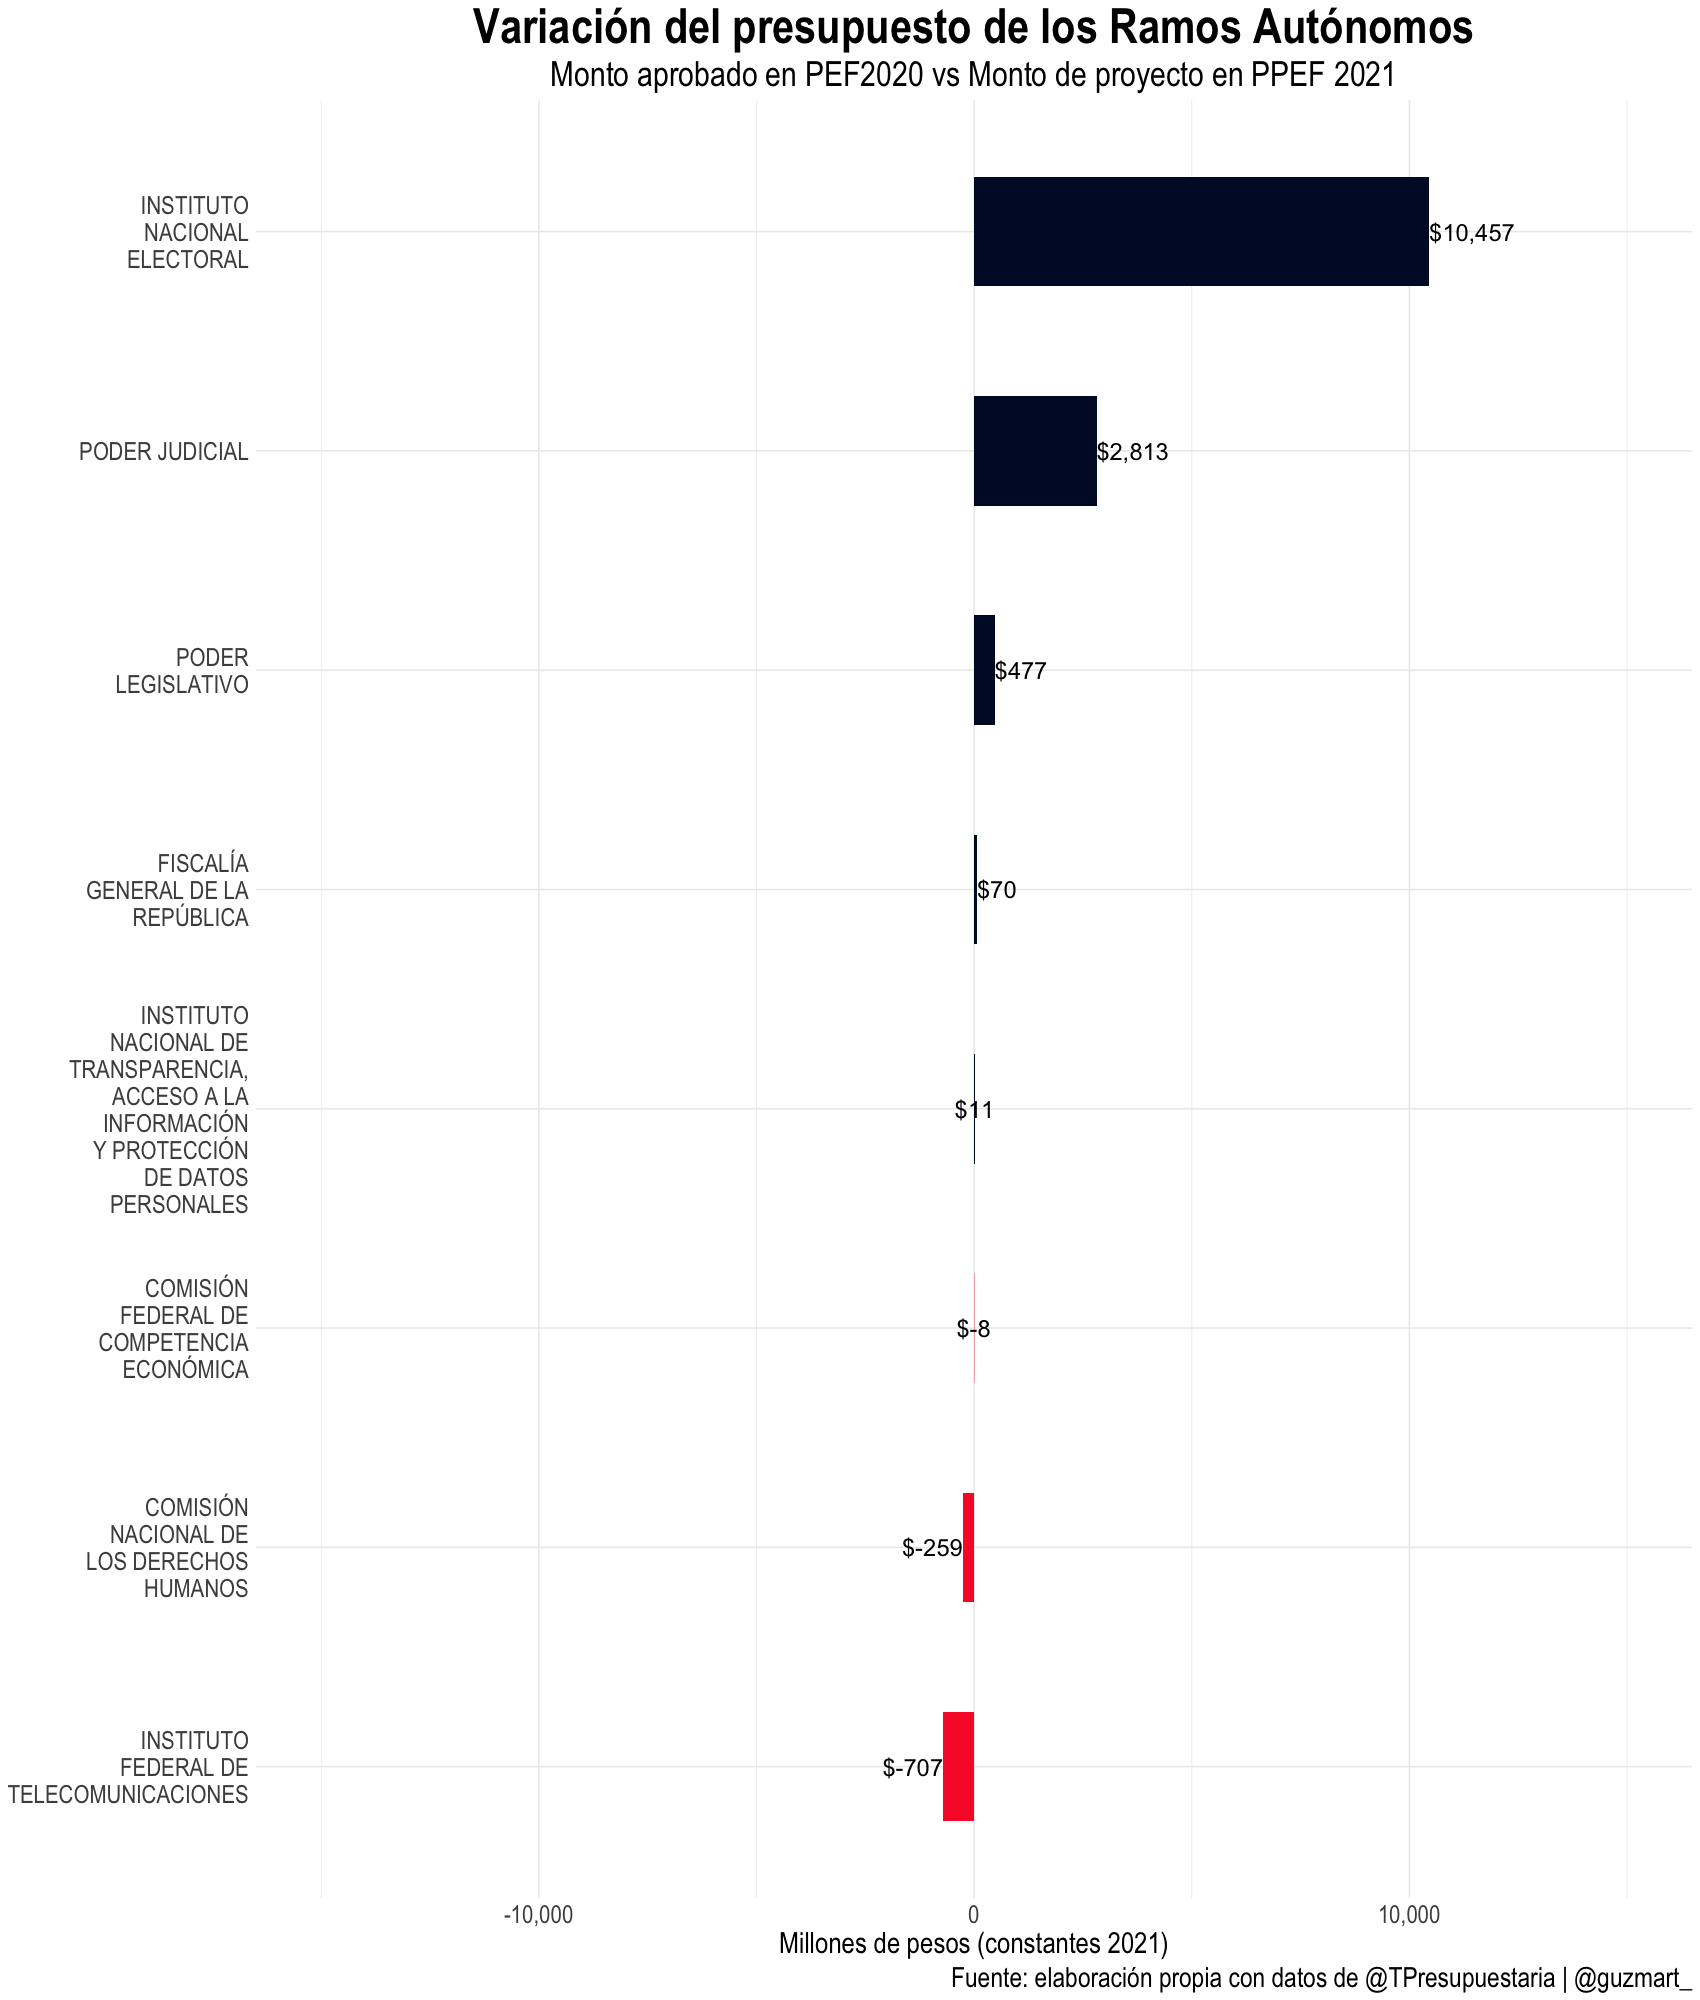 Variación del presupuesto de los Ramos Autónomos
Monto aprobado en PEF2020 vs Monto de proyecto en PPEF 2021
INSTITUTO
NACIONAL
ELECTORAL
$10,457
PODER JUDICIAL
$2,813
PODER
LEGISLATIVO
$477
FISCALÍA
GENERAL DE LA
REPÚBLICA
$70
INSTITUTO
NACIONAL DE
TRANSPARENCIA,
ACCESO A LA
INFORMACIÓN
Y PROTECCIÓN
DE DATOS
PERSONALES
$11
COMISIÓN
FEDERAL DE
COMPETENCIA
ECONÓMICA
$-8
COMISIÓN
NACIONAL DE
LOS DERECHOS
HUMANOS
$-259
INSTITUTO
FEDERAL DE
TELECOMUNICACIONES
$-707
-10,000
0
10,000
Millones de pesos (constantes 2021)
Fuente: elaboración propia con datos de @TPresupuestaria | @guzmart_